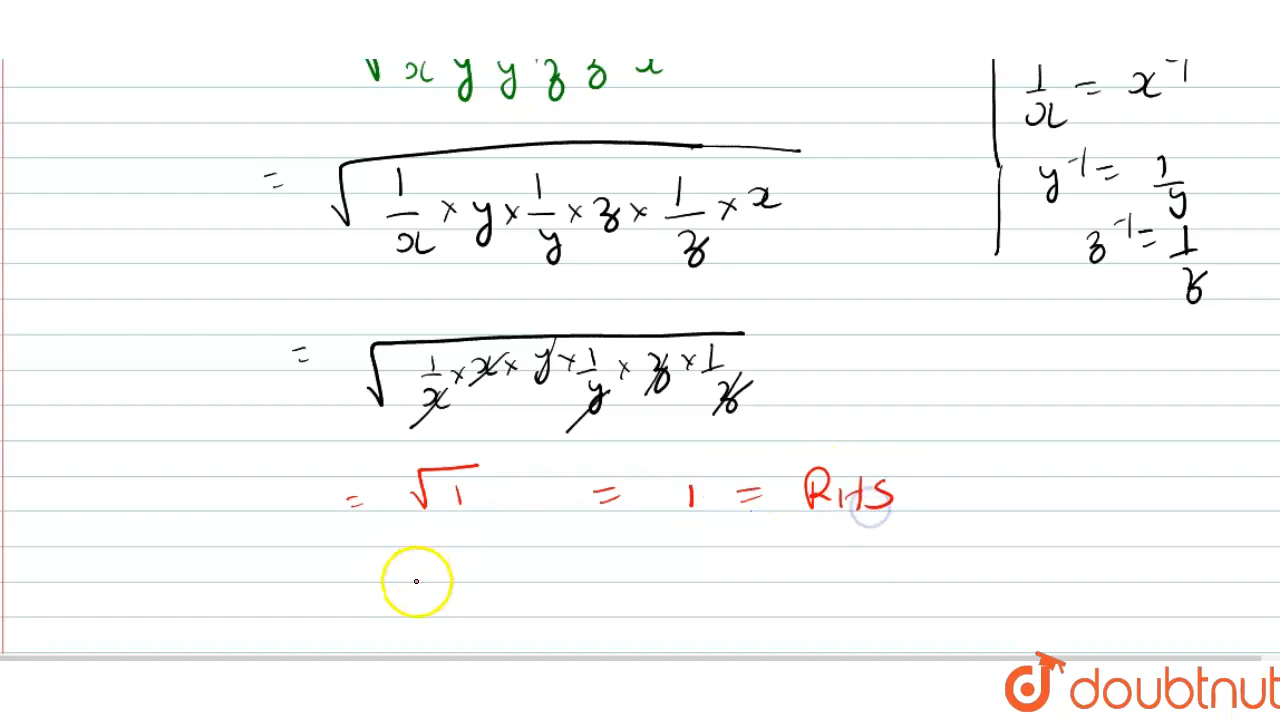 √ x y y z z x
= √ 1/x × y × 1/y × z × 1/z × x
= √ 1/x × x × y × 1/y × z × 1/z
= √1 = 1 = RHS
1/x = x⁻¹
y⁻¹ = 1/y
z⁻¹ = 1/z
doubtnut